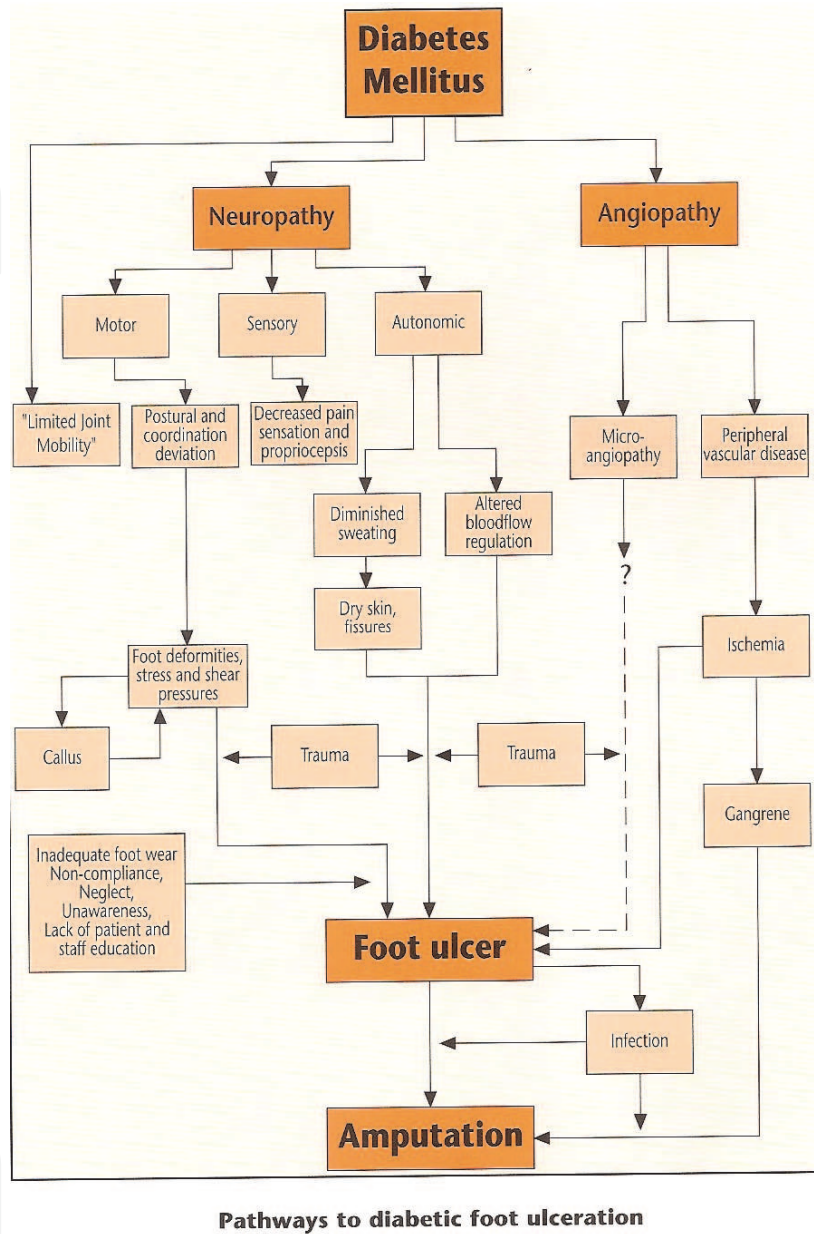 Diabetes
Mellitus
Neuropathy
Angiopathy
Motor
Sensory
Autonomic
"Limited Joint
Mobility"
Postural and
coordination
deviation
Decreased pain
sensation and
propriocepsis
Micro-
angiopathy
Peripheral
vascular disease
Diminished
sweating
Altered
bloodflow
regulation
?
Dry skin,
fissures
Foot deformities,
stress and shear
pressures
Ischemia
Callus
Trauma
Trauma
Gangrene
Inadequate foot wear
Non-compliance,
Neglect,
Unawareness,
Lack of patient and
staff education
Foot ulcer
Infection
Amputation
Pathways to diabetic foot ulceration